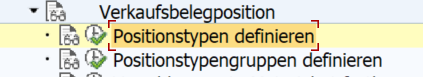 Verkaufsbelegposition
Positionstypen definieren
Positionstypengruppen definieren